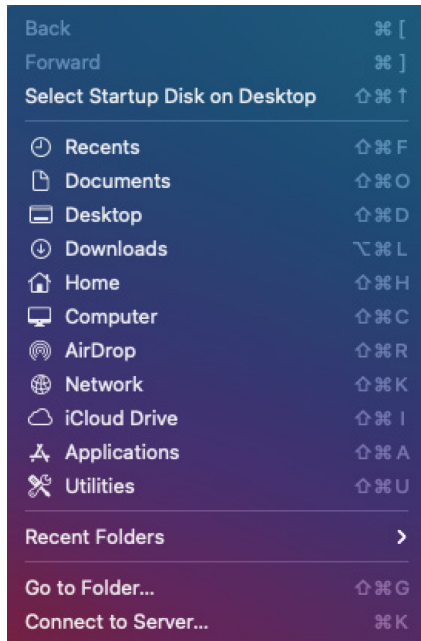 Back ⌘ [
Forward ⌘ ]
Select Startup Disk on Desktop ⇧⌘↑
Recents ⇧⌘F
Documents ⇧⌘O
Desktop ⇧⌘D
Downloads ⌥⌘L
Home ⇧⌘H
Computer ⇧⌘C
AirDrop ⇧⌘R
Network ⇧⌘K
iCloud Drive ⇧⌘I
Applications ⇧⌘A
Utilities ⇧⌘U
Recent Folders
Go to Folder... ⇧⌘G
Connect to Server... ⌘K